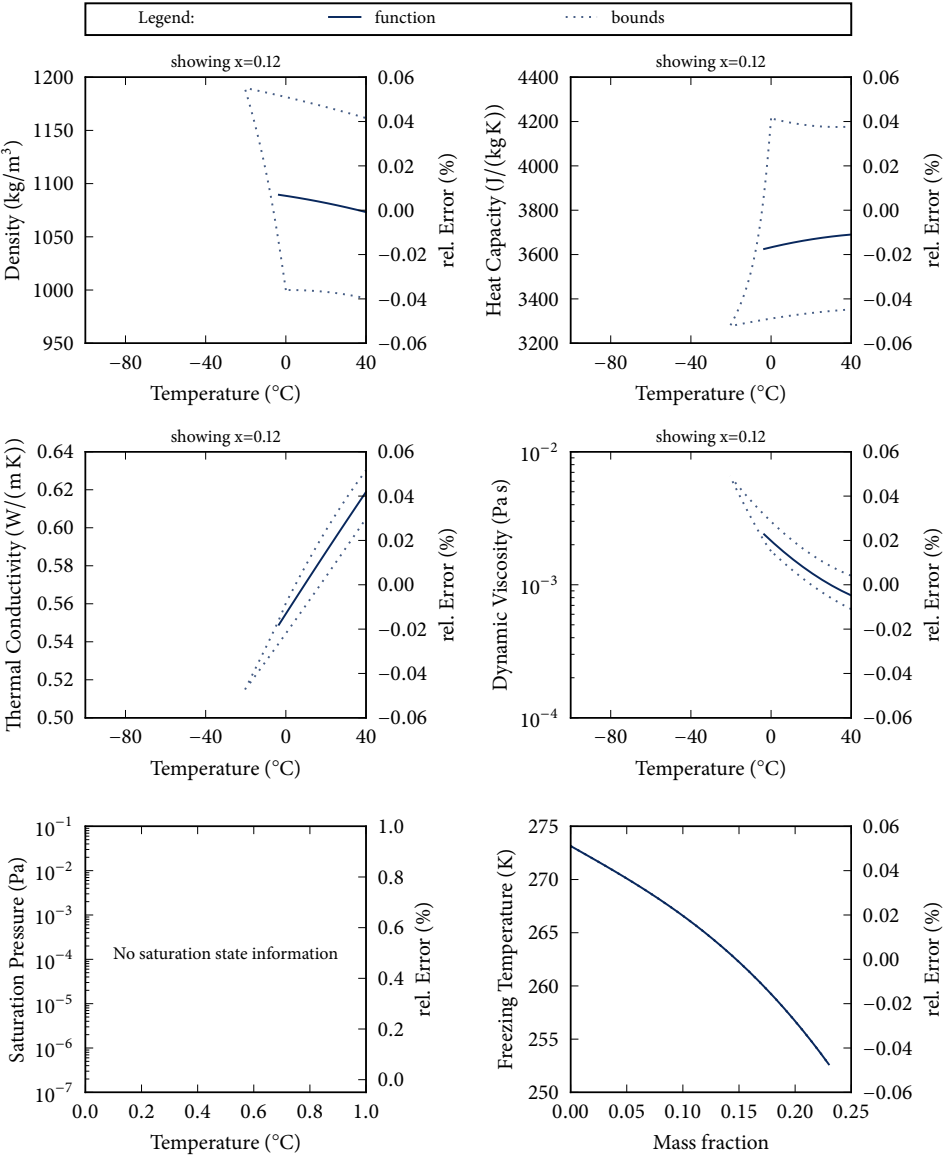 Legend: function bounds
showing x=0.12
1200
1150
1100
1050
1000
950
Density (kg/m³)
0.06
0.04
0.02
0.00
−0.02
−0.04
−0.06
rel. Error (%)
−80 −40 0 40
Temperature (°C)
showing x=0.12
4400
4200
4000
3800
3600
3400
3200
Heat Capacity (J/(kg K))
0.06
0.04
0.02
0.00
−0.02
−0.04
−0.06
rel. Error (%)
−80 −40 0 40
Temperature (°C)
showing x=0.12
0.64
0.62
0.60
0.58
0.56
0.54
0.52
0.50
Thermal Conductivity (W/(m K))
0.06
0.04
0.02
0.00
−0.02
−0.04
−0.06
rel. Error (%)
−80 −40 0 40
Temperature (°C)
showing x=0.12
10⁻²
10⁻³
10⁻⁴
Dynamic Viscosity (Pa s)
0.06
0.04
0.02
0.00
−0.02
−0.04
−0.06
rel. Error (%)
−80 −40 0 40
Temperature (°C)
10⁻¹
10⁻²
10⁻³
10⁻⁴
10⁻⁵
10⁻⁶
10⁻⁷
Saturation Pressure (Pa)
No saturation state information
1.0
0.8
0.6
0.4
0.2
0.0
rel. Error (%)
0.0 0.2 0.4 0.6 0.8 1.0
Temperature (°C)
275
270
265
260
255
250
Freezing Temperature (K)
0.06
0.04
0.02
0.00
−0.02
−0.04
−0.06
rel. Error (%)
0.00 0.05 0.10 0.15 0.20 0.25
Mass fraction